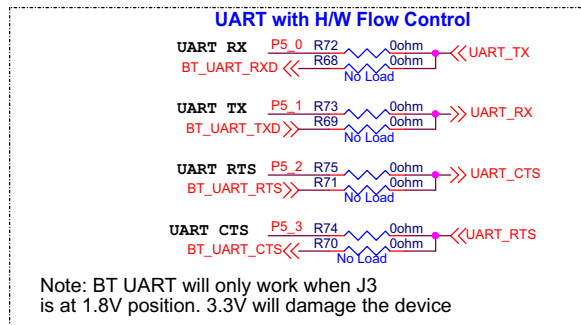 UART with H/W Flow Control
UART RX P5_0 R72 0ohm UART_TX
BT_UART_RXD R68 0ohm
No Load
UART TX P5_1 R73 0ohm UART_RX
BT_UART_TXD R69 0ohm
No Load
UART RTS P5_2 R75 0ohm UART_CTS
BT_UART_RTS R71 0ohm
No Load
UART CTS P5_3 R74 0ohm UART_RTS
BT_UART_CTS R70 0ohm
No Load
Note: BT UART will only work when J3
is at 1.8V position. 3.3V will damage the device